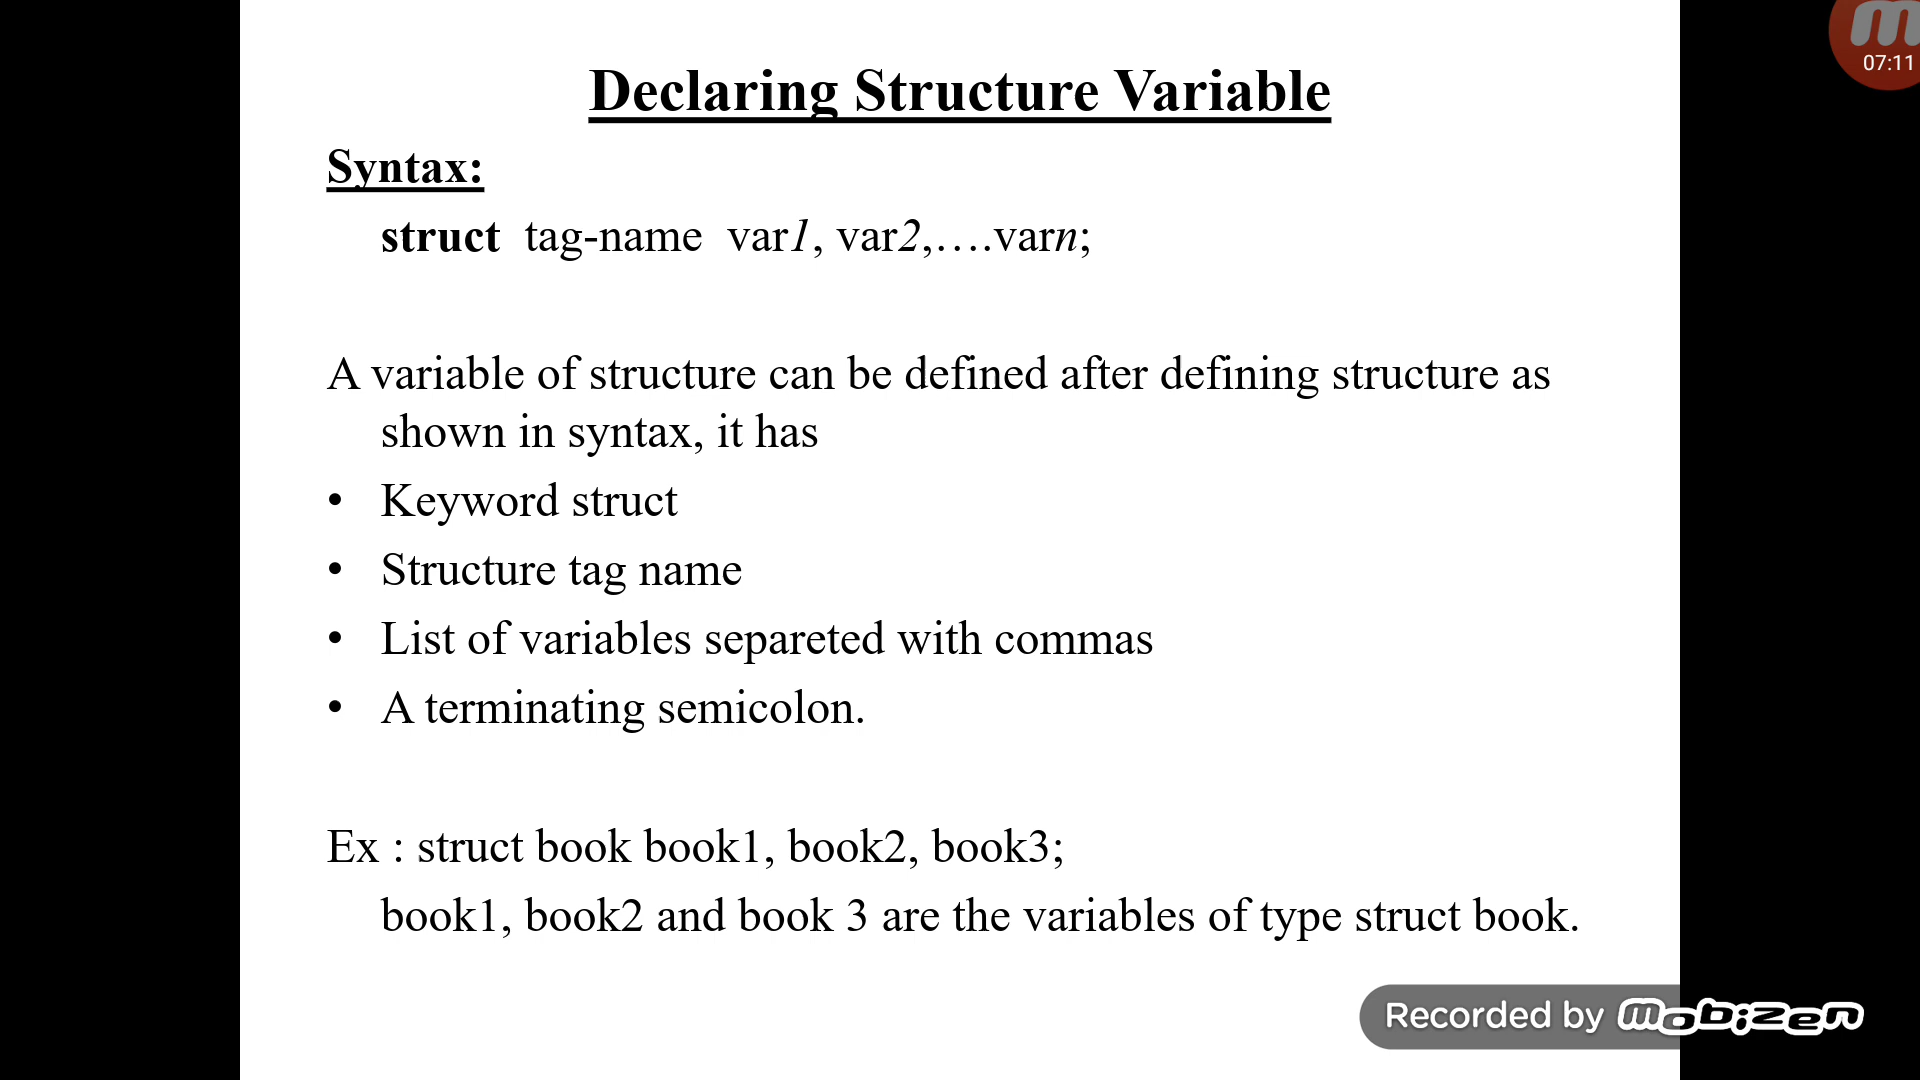 Declaring Structure Variable
07:11
Syntax:
struct tag-name var1, var2,….varn;
A variable of structure can be defined after defining structure as
shown in syntax, it has
• Keyword struct
• Structure tag name
• List of variables separeted with commas
• A terminating semicolon.
Ex : struct book book1, book2, book3;
book1, book2 and book 3 are the variables of type struct book.
Recorded by mobizen